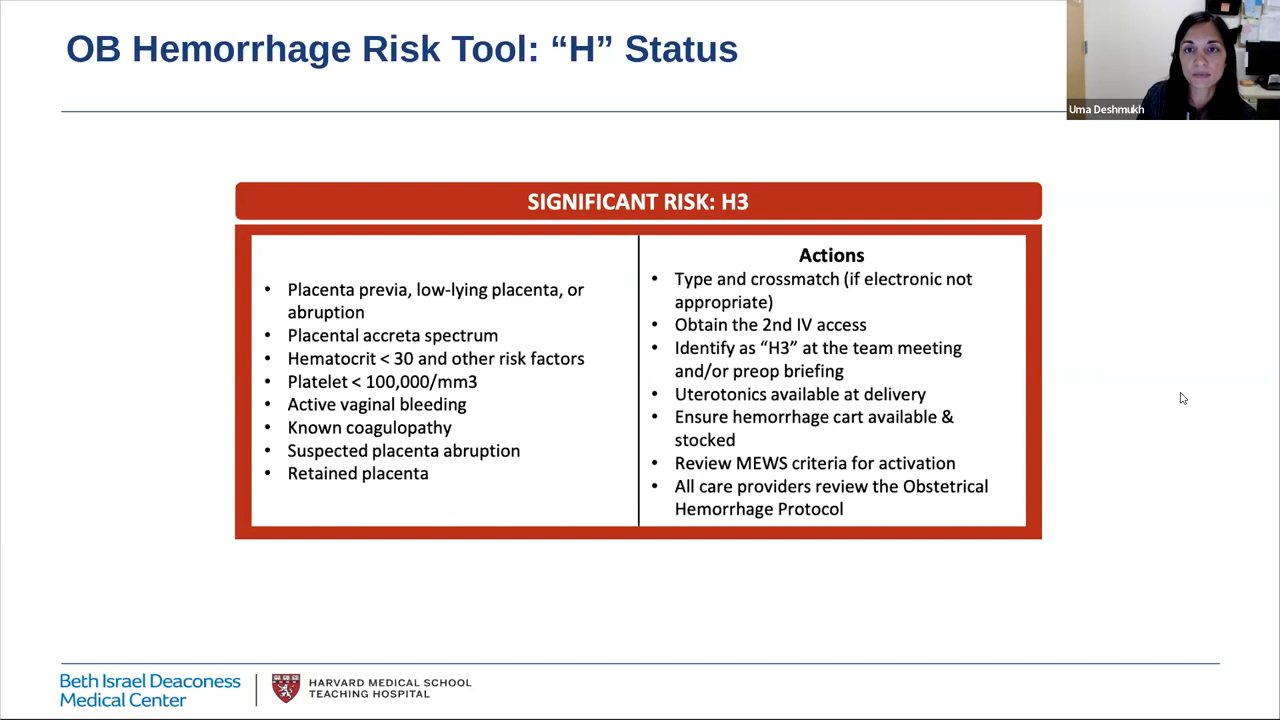 OB Hemorrhage Risk Tool: “H” Status
Uma Deshmukh
SIGNIFICANT RISK: H3
• Placenta previa, low-lying placenta, or
abruption
• Placental accreta spectrum
• Hematocrit < 30 and other risk factors
• Platelet < 100,000/mm3
• Active vaginal bleeding
• Known coagulopathy
• Suspected placenta abruption
• Retained placenta
Actions
• Type and crossmatch (if electronic not
appropriate)
• Obtain the 2nd IV access
• Identify as “H3” at the team meeting
and/or preop briefing
• Uterotonics available at delivery
• Ensure hemorrhage cart available &
stocked
• Review MEWS criteria for activation
• All care providers review the Obstetrical
Hemorrhage Protocol
Beth Israel Deaconess
Medical Center
HARVARD MEDICAL SCHOOL
TEACHING HOSPITAL